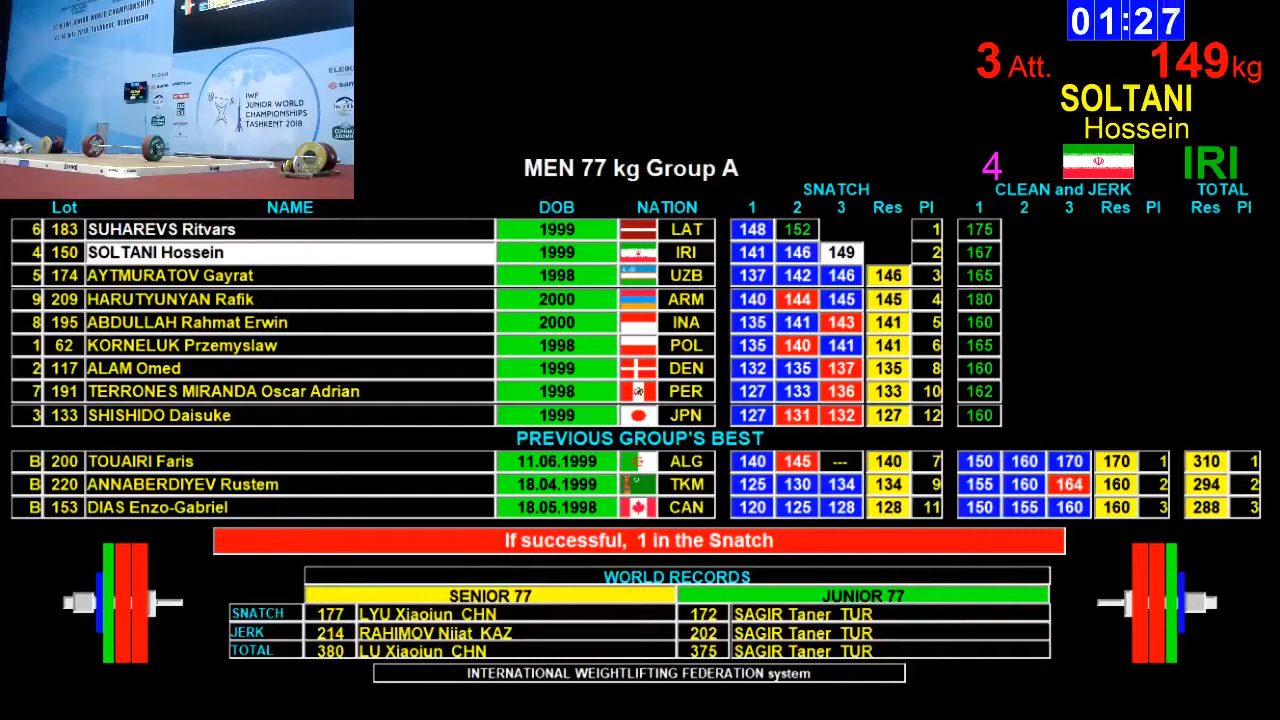 2018 IWF JUNIOR WORLD CHAMPIONSHIPS
IWF
JUNIOR WORLD
CHAMPIONSHIPS
TASHKENT 2018
ELEIKO
01:27
3 Att. 149kg
SOLTANI
Hossein
4 IRI
MEN 77 kg Group A
SNATCH CLEAN and JERK TOTAL
Lot NAME DOB NATION 1 2 3 Res Pl 1 2 3 Res Pl Res Pl
6 183 SUHAREVS Ritvars 1999 LAT 148 152 1 175
4 150 SOLTANI Hossein 1999 IRI 141 146 149 2 167
5 174 AYTMURATOV Gayrat 1998 UZB 137 142 146 146 3 165
9 209 HARUTYUNYAN Rafik 2000 ARM 140 144 145 145 4 180
8 195 ABDULLAH Rahmat Erwin 2000 INA 135 141 143 141 5 160
1 62 KORNELUK Przemyslaw 1998 POL 135 140 141 141 6 165
2 117 ALAM Omed 1999 DEN 132 135 137 135 8 160
7 191 TERRONES MIRANDA Oscar Adrian 1998 PER 127 133 136 133 10 162
3 133 SHISHIDO Daisuke 1999 JPN 127 131 132 127 12 160
PREVIOUS GROUP'S BEST
B 200 TOUAIRI Faris 11.06.1999 ALG 140 145 --- 140 7 150 160 170 170 1 310 1
B 220 ANNABERDIYEV Rustem 18.04.1999 TKM 125 130 134 134 9 155 160 164 160 2 294 2
B 153 DIAS Enzo-Gabriel 18.05.1998 CAN 120 125 128 128 11 150 155 160 160 3 288 3
If successful, 1 in the Snatch
WORLD RECORDS
SENIOR 77 JUNIOR 77
SNATCH 177 LYU Xiaojun CHN 172 SAGIR Taner TUR
JERK 214 RAHIMOV Nijat KAZ 202 SAGIR Taner TUR
TOTAL 380 LU Xiaojun CHN 375 SAGIR Taner TUR
INTERNATIONAL WEIGHTLIFTING FEDERATION system